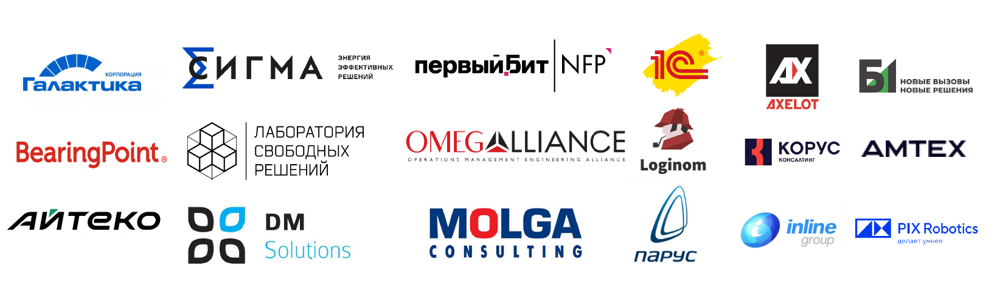 КОРПОРАЦИЯ
Галактика
СИГМА
ЭНЕРГИЯ
ЭФФЕКТИВНЫХ
РЕШЕНИЙ
первый.Бит
NFP
1С®
AX
AXELOT
Б1
НОВЫЕ ВЫЗОВЫ
НОВЫЕ РЕШЕНИЯ
BearingPoint®
ЛАБОРАТОРИЯ
СВОБОДНЫХ
РЕШЕНИЙ
OMEGALLIANCE
OPERATIONS MANAGEMENT ENGINEERING ALLIANCE
Loginom
КОРУС
КОНСАЛТИНГ
АМТЕХ
АЙТЕКО
DM
Solutions
MOLGA
CONSULTING
ПАРУС
i
inline
group
PIX Robotics
делает умнее